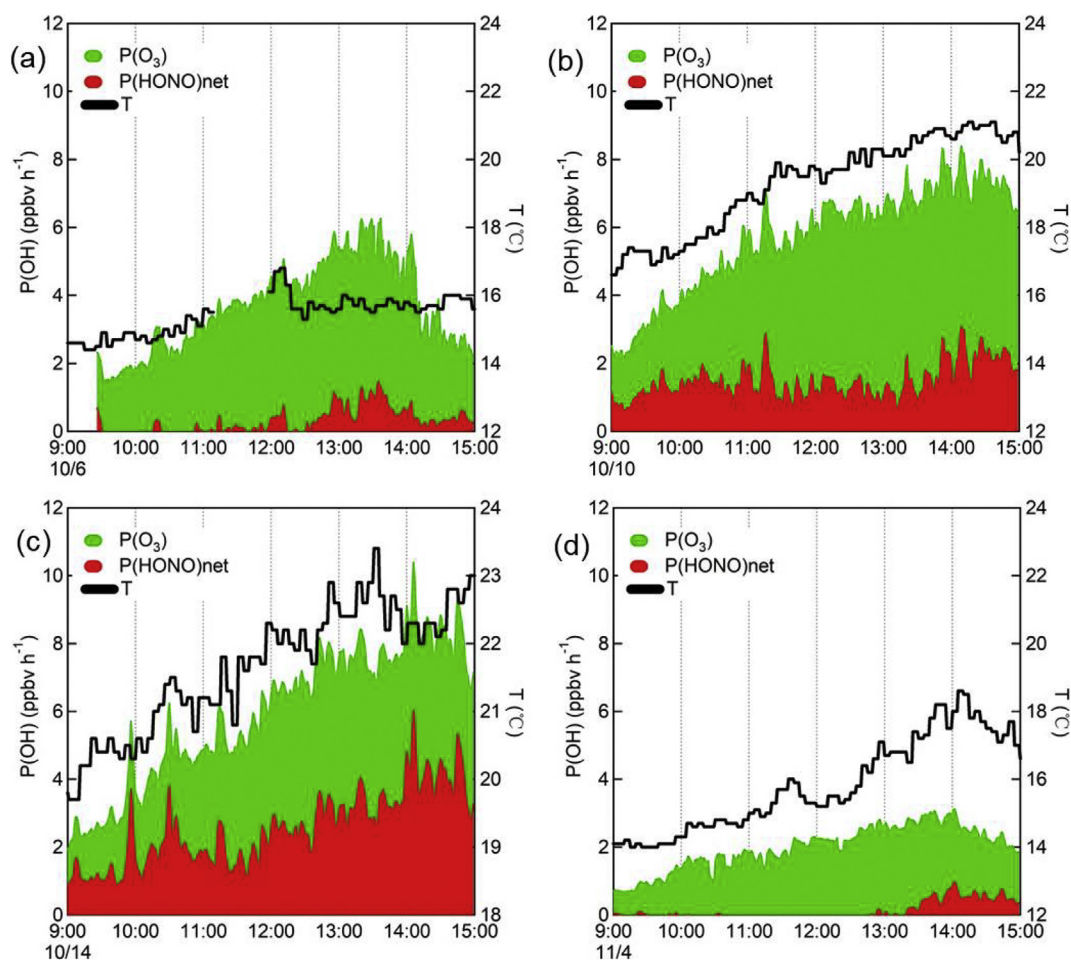 (a)
P(O₃)
P(HONO)net
T
P(OH) (ppbv h⁻¹)
T (℃)
12
10
8
6
4
2
0
24
22
20
18
16
14
12
9:00 10:00 11:00 12:00 13:00 14:00 15:00
10/6
(b)
P(O₃)
P(HONO)net
T
P(OH) (ppbv h⁻¹)
T (℃)
12
10
8
6
4
2
0
24
22
20
18
16
14
12
9:00 10:00 11:00 12:00 13:00 14:00 15:00
10/10
(c)
P(O₃)
P(HONO)net
T
P(OH) (ppbv h⁻¹)
T (℃)
12
10
8
6
4
2
0
24
23
22
21
20
19
18
9:00 10:00 11:00 12:00 13:00 14:00 15:00
10/14
(d)
P(O₃)
P(HONO)net
T
P(OH) (ppbv h⁻¹)
T (℃)
12
10
8
6
4
2
0
24
22
20
18
16
14
12
9:00 10:00 11:00 12:00 13:00 14:00 15:00
11/4